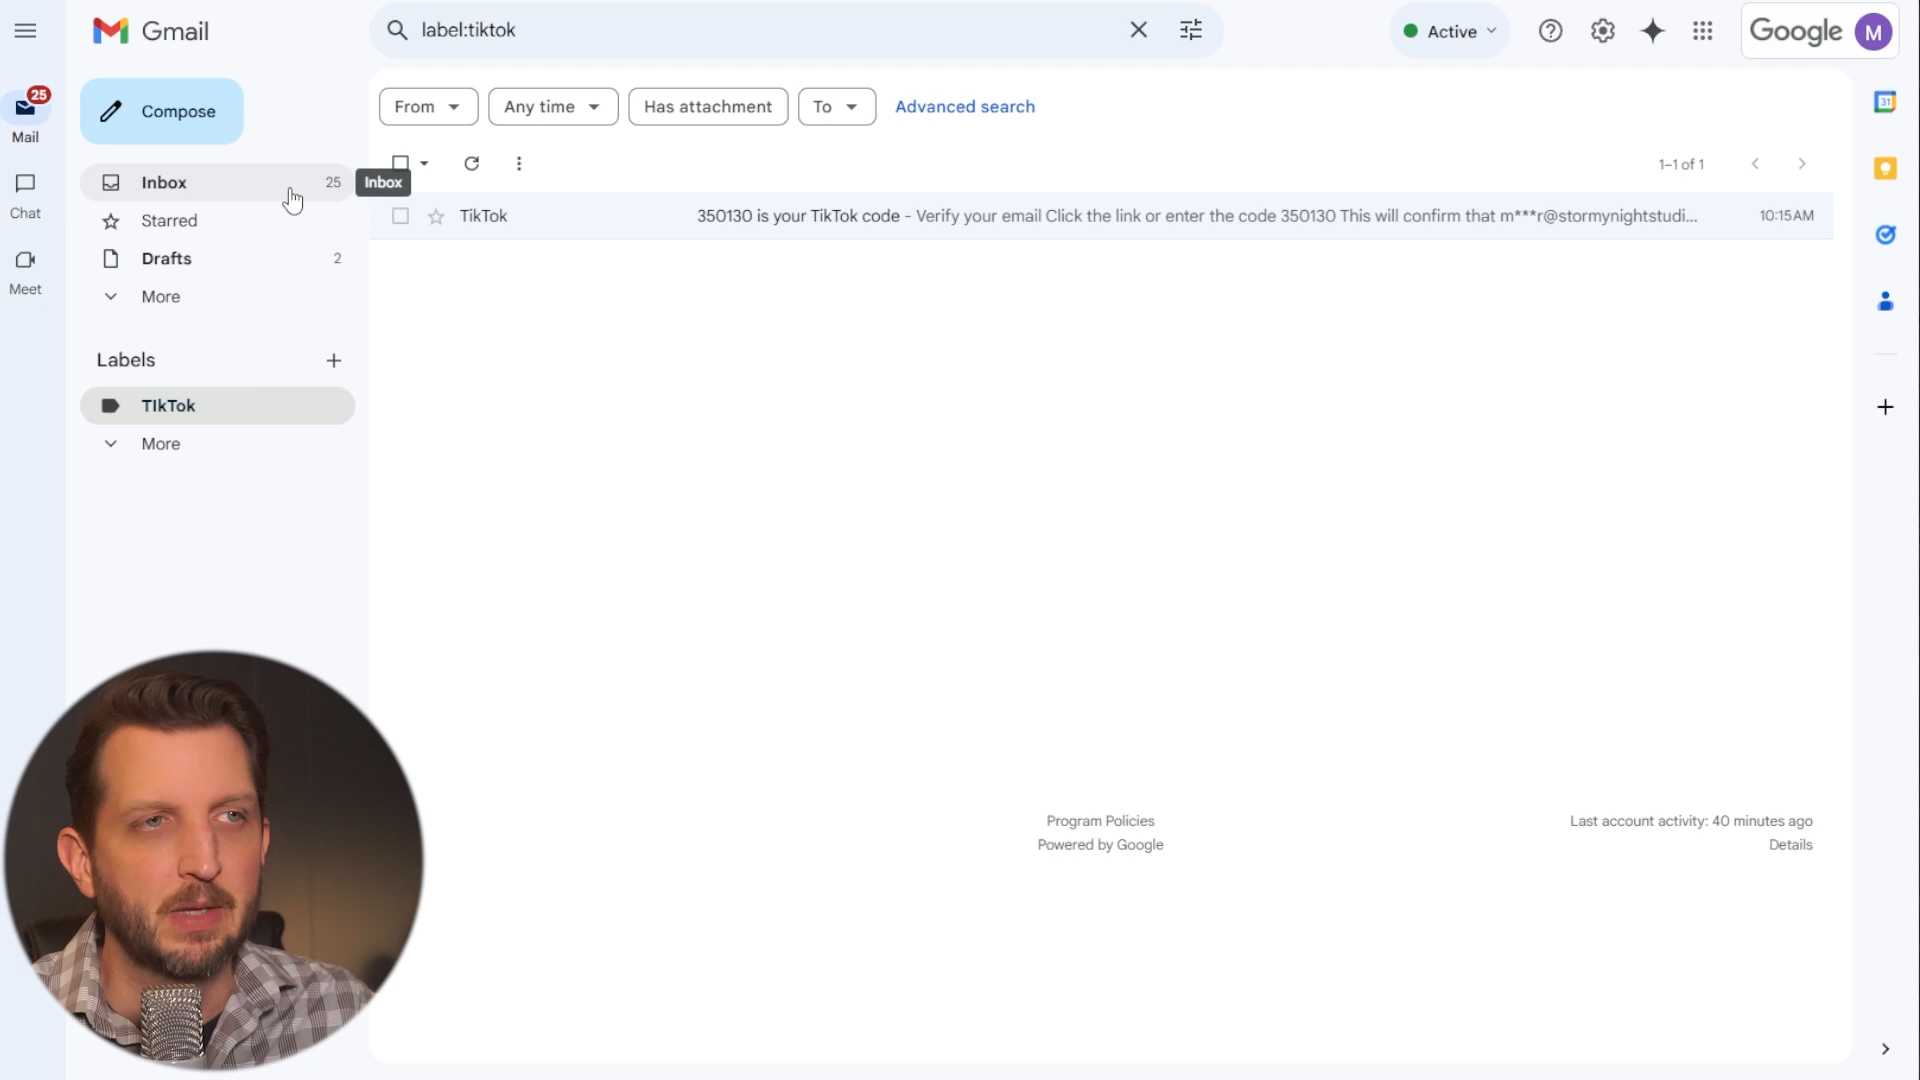 Gmail
label:tiktok
Active
Google
M
25
Mail
Chat
Meet
Compose
Inbox 25
Inbox
Starred
Drafts 2
More
Labels
TIkTok
More
From
Any time
Has attachment
To
Advanced search
1–1 of 1
TikTok 350130 is your TikTok code - Verify your email Click the link or enter the code 350130 This will confirm that m***r@stormynightstudi... 10:15 AM
31
Program Policies
Powered by Google
Last account activity: 40 minutes ago
Details